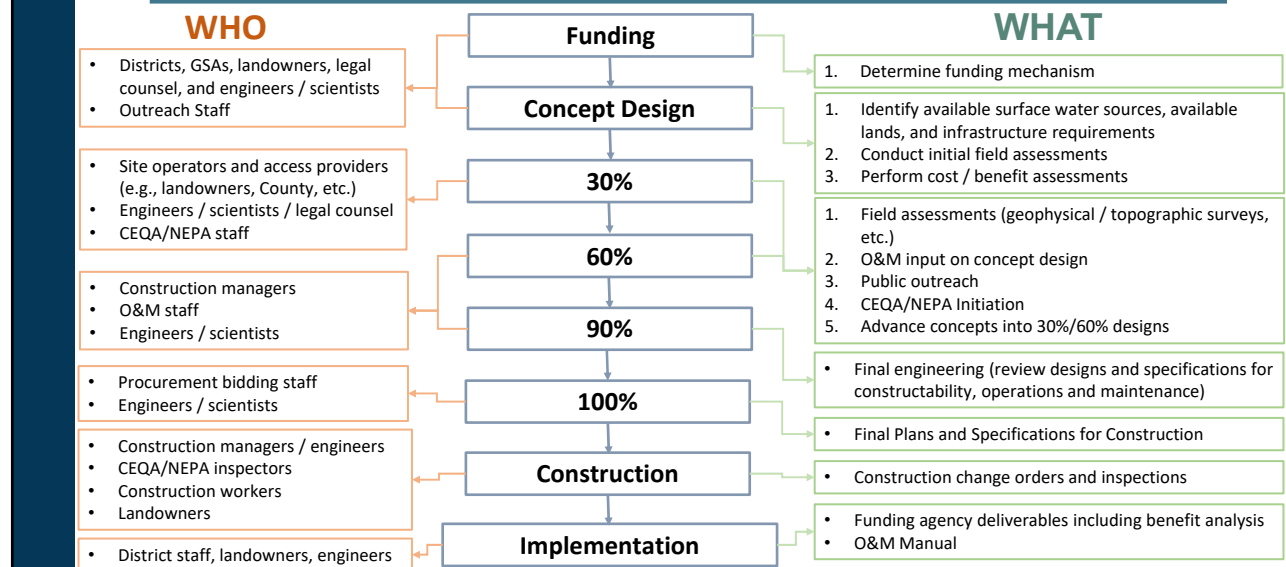 WHO
• Districts, GSAs, landowners, legal
counsel, and engineers / scientists
• Outreach Staff
• Site operators and access providers
(e.g., landowners, County, etc.)
• Engineers / scientists / legal counsel
• CEQA/NEPA staff
• Construction managers
• O&M staff
• Engineers / scientists
• Procurement bidding staff
• Engineers / scientists
• Construction managers / engineers
• CEQA/NEPA inspectors
• Construction workers
• Landowners
• District staff, landowners, engineers
Funding
Concept Design
30%
60%
90%
100%
Construction
Implementation
WHAT
1. Determine funding mechanism
1. Identify available surface water sources, available
lands, and infrastructure requirements
2. Conduct initial field assessments
3. Perform cost / benefit assessments
1. Field assessments (geophysical / topographic surveys,
etc.)
2. O&M input on concept design
3. Public outreach
4. CEQA/NEPA Initiation
5. Advance concepts into 30%/60% designs
• Final engineering (review designs and specifications for
constructability, operations and maintenance)
• Final Plans and Specifications for Construction
• Construction change orders and inspections
• Funding agency deliverables including benefit analysis
• O&M Manual